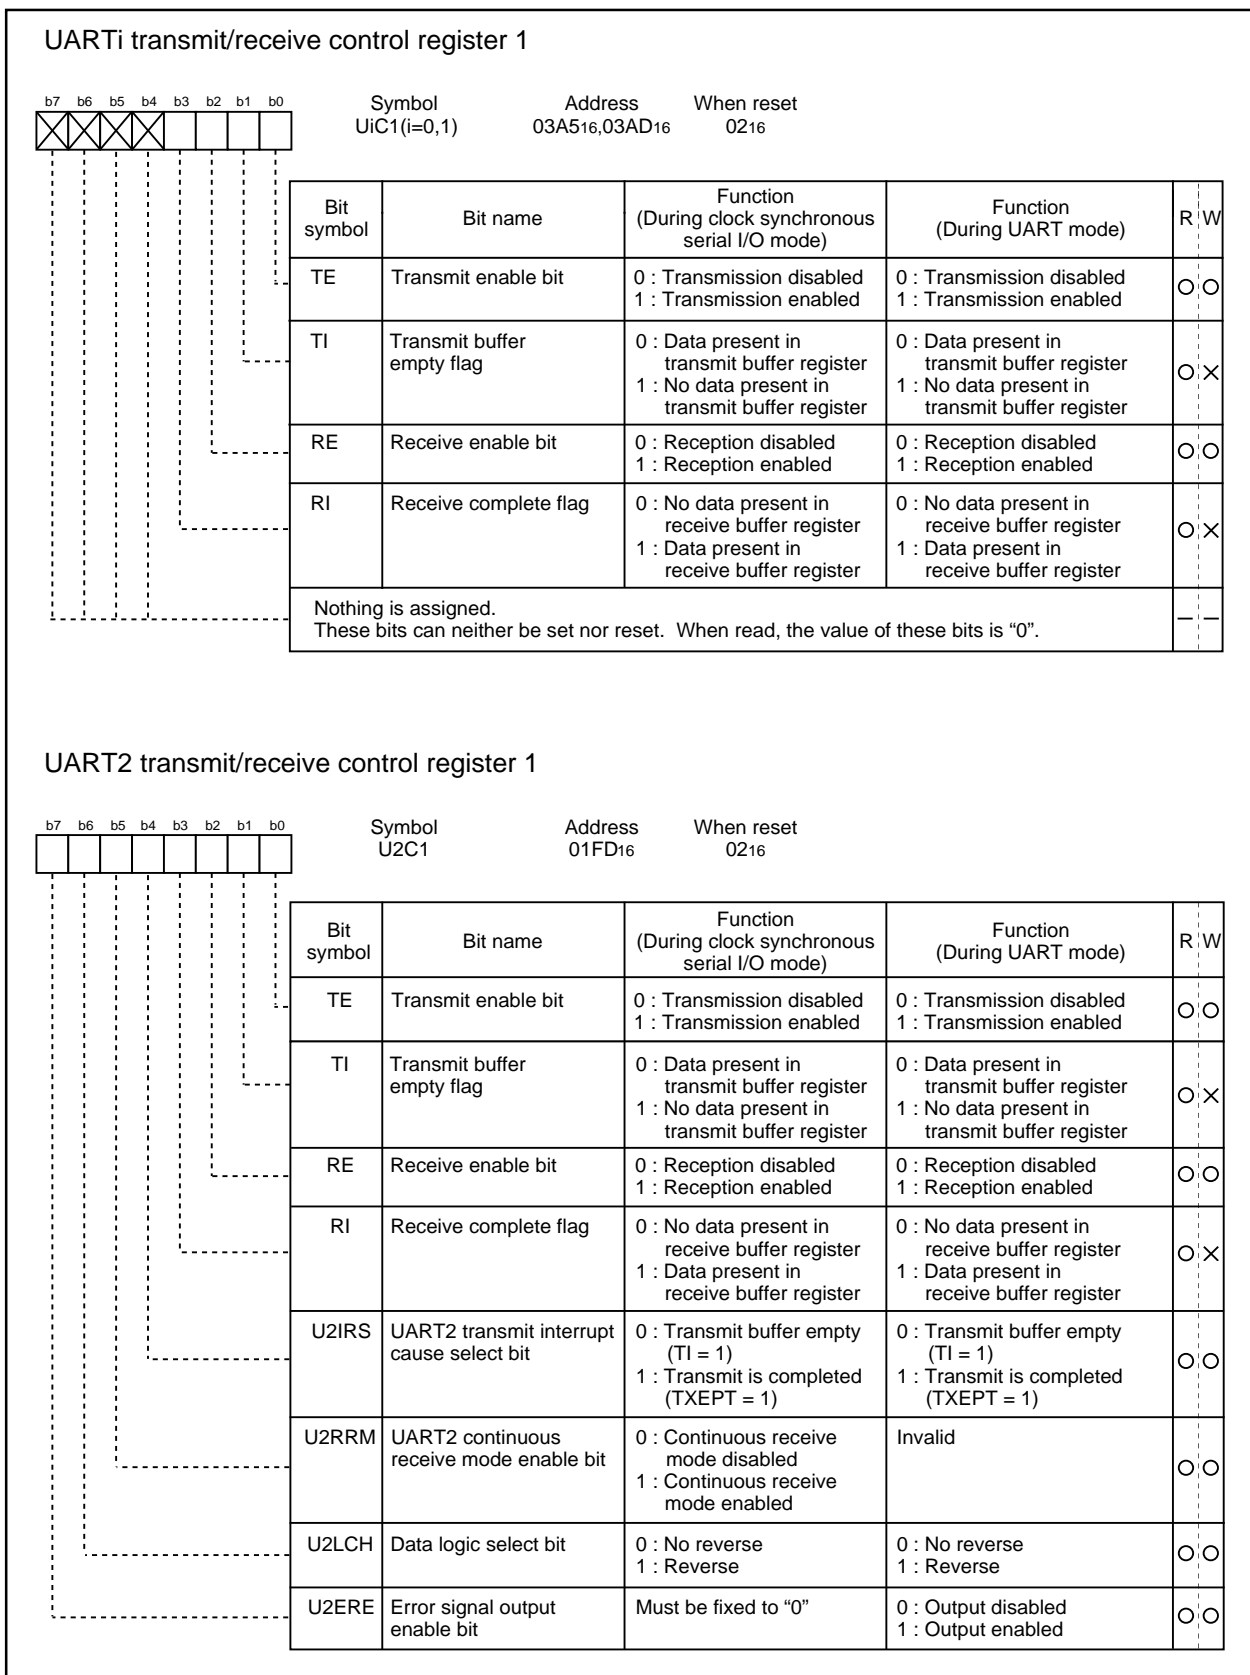 UARTi transmit/receive control register 1
b7 b6 b5 b4 b3 b2 b1 b0
Symbol Address When reset
UiC1(i=0,1) 03A516,03AD16 0216
Bit symbol Bit name Function (During clock synchronous serial I/O mode) Function (During UART mode) R W
TE Transmit enable bit 0 : Transmission disabled 0 : Transmission disabled
1 : Transmission enabled 1 : Transmission enabled
TI Transmit buffer 0 : Data present in 0 : Data present in
empty flag transmit buffer register transmit buffer register
1 : No data present in 1 : No data present in
transmit buffer register transmit buffer register
RE Receive enable bit 0 : Reception disabled 0 : Reception disabled
1 : Reception enabled 1 : Reception enabled
RI Receive complete flag 0 : No data present in 0 : No data present in
receive buffer register receive buffer register
1 : Data present in 1 : Data present in
receive buffer register receive buffer register
Nothing is assigned.
These bits can neither be set nor reset. When read, the value of these bits is “0”.
UART2 transmit/receive control register 1
b7 b6 b5 b4 b3 b2 b1 b0
Symbol Address When reset
U2C1 01FD16 0216
Bit symbol Bit name Function (During clock synchronous serial I/O mode) Function (During UART mode) R W
TE Transmit enable bit 0 : Transmission disabled 0 : Transmission disabled
1 : Transmission enabled 1 : Transmission enabled
TI Transmit buffer 0 : Data present in 0 : Data present in
empty flag transmit buffer register transmit buffer register
1 : No data present in 1 : No data present in
transmit buffer register transmit buffer register
RE Receive enable bit 0 : Reception disabled 0 : Reception disabled
1 : Reception enabled 1 : Reception enabled
RI Receive complete flag 0 : No data present in 0 : No data present in
receive buffer register receive buffer register
1 : Data present in 1 : Data present in
receive buffer register receive buffer register
U2IRS UART2 transmit interrupt 0 : Transmit buffer empty 0 : Transmit buffer empty
cause select bit (TI = 1) (TI = 1)
1 : Transmit is completed 1 : Transmit is completed
(TXEPT = 1) (TXEPT = 1)
U2RRM UART2 continuous 0 : Continuous receive Invalid
receive mode enable bit mode disabled
1 : Continuous receive
mode enabled
U2LCH Data logic select bit 0 : No reverse 0 : No reverse
1 : Reverse 1 : Reverse
U2ERE Error signal output Must be fixed to “0” 0 : Output disabled
enable bit 1 : Output enabled